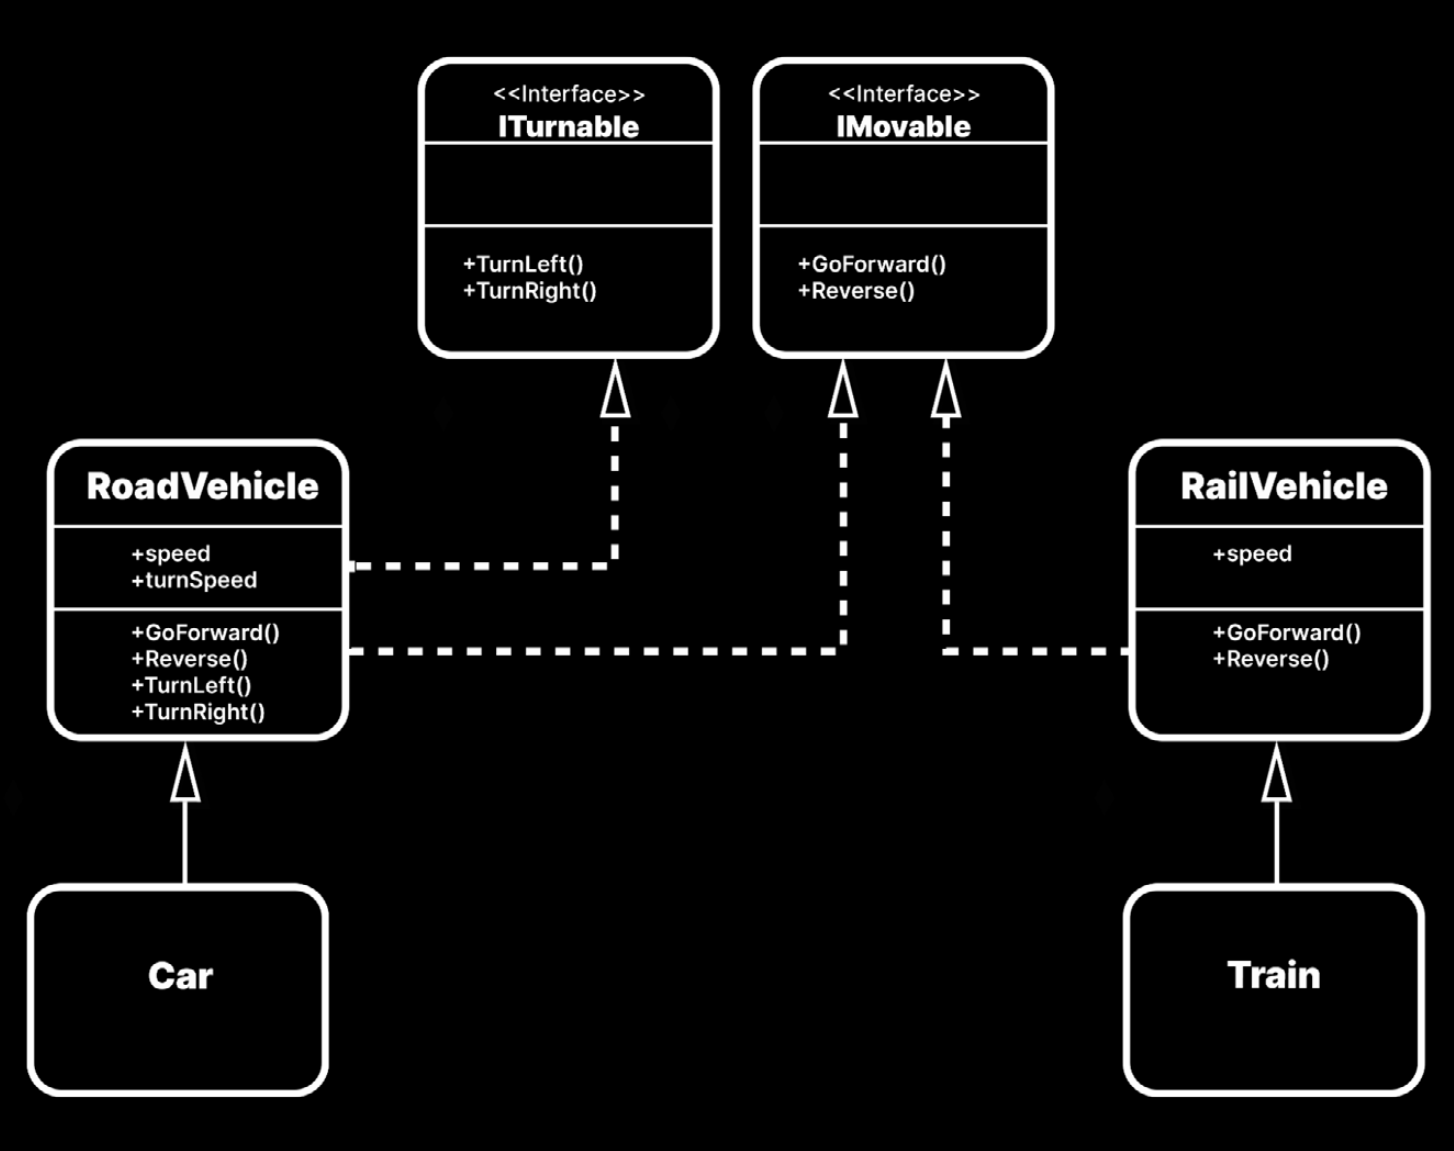 <<Interface>>
ITurnable
+TurnLeft()
+TurnRight()
<<Interface>>
IMovable
+GoForward()
+Reverse()
RoadVehicle
+speed
+turnSpeed
+GoForward()
+Reverse()
+TurnLeft()
+TurnRight()
RailVehicle
+speed
+GoForward()
+Reverse()
Car
Train